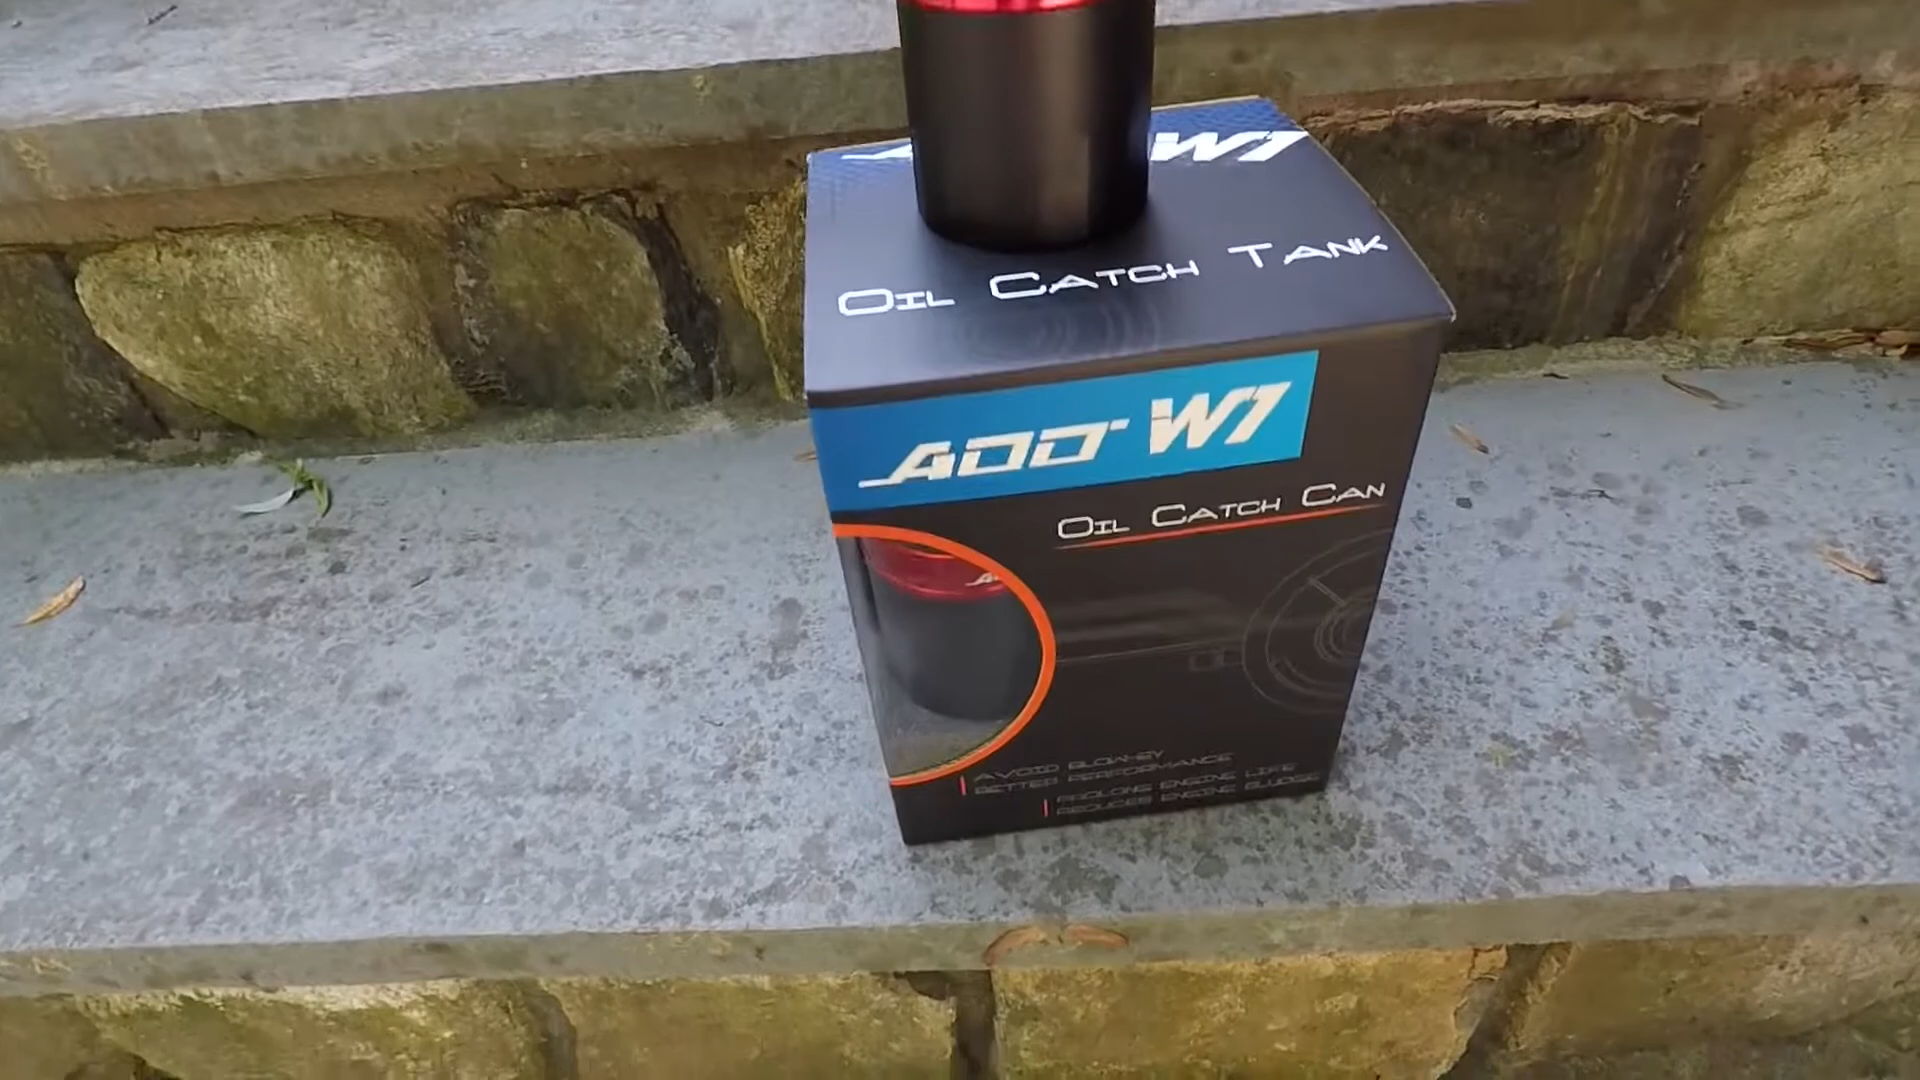 W1
OIL CATCH TANK
ADD W1
OIL CATCH CAN
AVOID BLOW-BY
BETTER PERFORMANCE
PROLONG ENGINE LIFE
REDUCES ENGINE SLUDGE